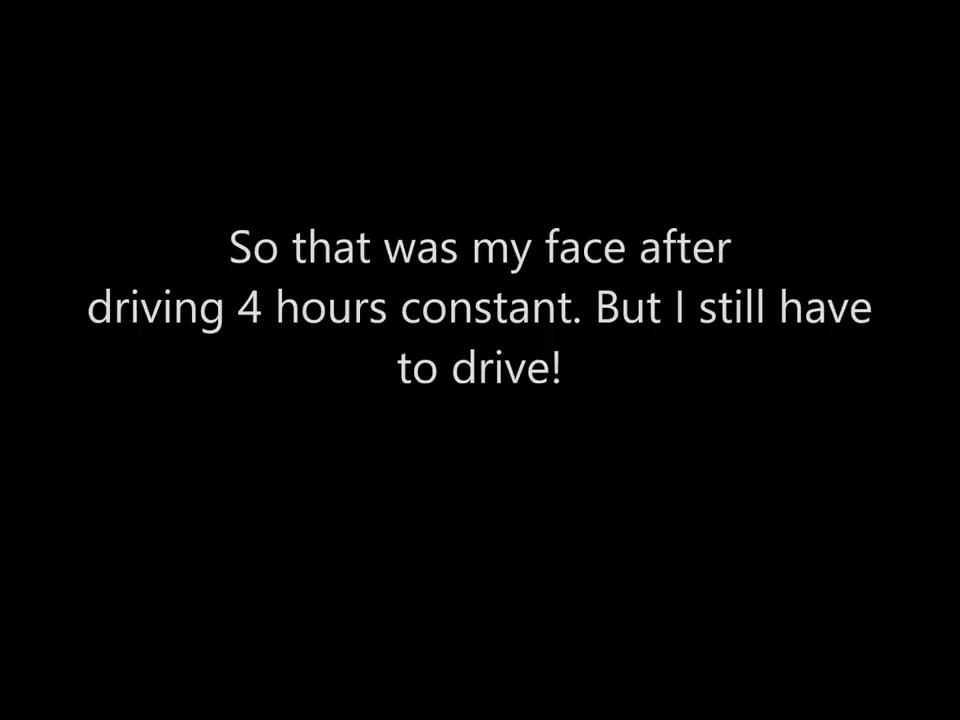 So that was my face after
driving 4 hours constant. But I still have
to drive!